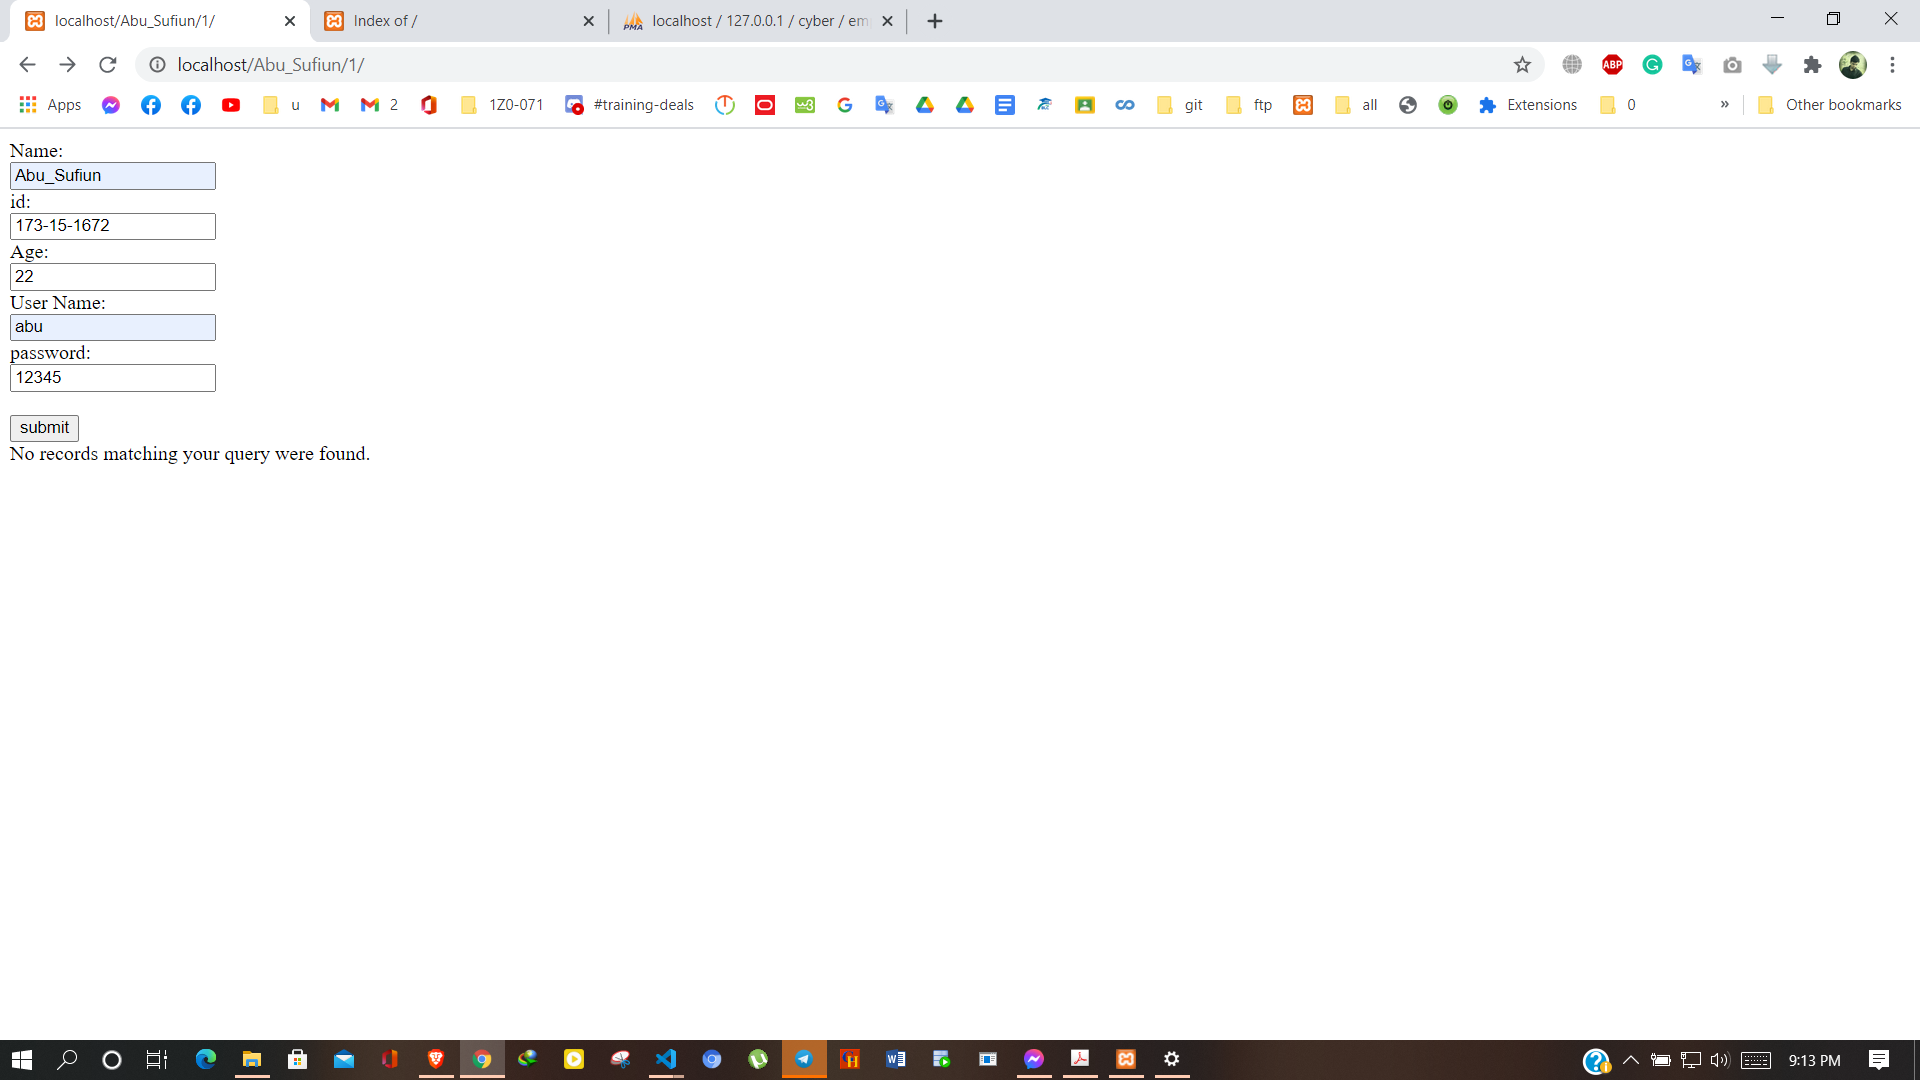 localhost/Abu_Sufiun/1/
Index of /
localhost / 127.0.0.1 / cyber / em
localhost/Abu_Sufiun/1/
ABP
Apps
u
2
1Z0-071
#training-deals
git
ftp
all
Extensions
0
»
Other bookmarks
Name:
Abu_Sufiun
id:
173-15-1672
Age:
22
User Name:
abu
password:
12345
submit
No records matching your query were found.
9:13 PM